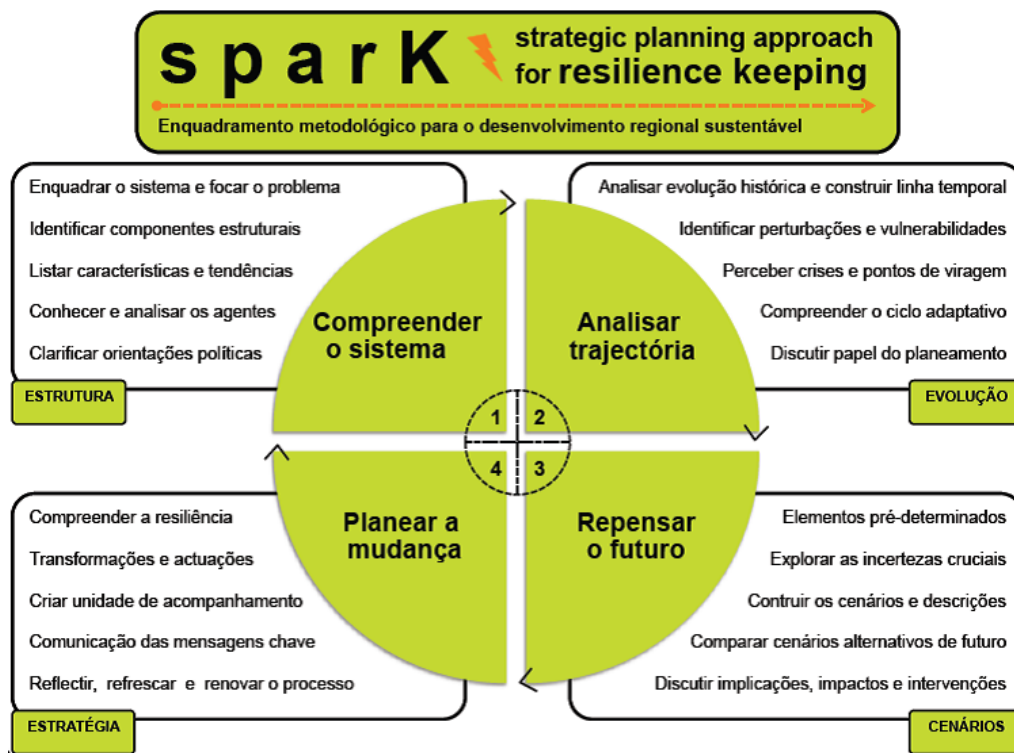 s p a r K
strategic planning approach
for resilience keeping
Enquadramento metodológico para o desenvolvimento regional sustentável
Enquadrar o sistema e focar o problema
Identificar componentes estruturais
Listar características e tendências
Conhecer e analisar os agentes
Clarificar orientações políticas
ESTRUTURA
Compreender
o sistema
1
Analisar evolução histórica e construir linha temporal
Identificar perturbações e vulnerabilidades
Perceber crises e pontos de viragem
Compreender o ciclo adaptativo
Discutir papel do planeamento
EVOLUÇÃO
Analisar
trajectória
2
Elementos pré-determinados
Explorar as incertezas cruciais
Contruir os cenários e descrições
Comparar cenários alternativos de futuro
Discutir implicações, impactos e intervenções
CENÁRIOS
Repensar
o futuro
3
Compreender a resiliência
Transformações e actuações
Criar unidade de acompanhamento
Comunicação das mensagens chave
Reflectir, refrescar e renovar o processo
ESTRATÉGIA
Planear a
mudança
4